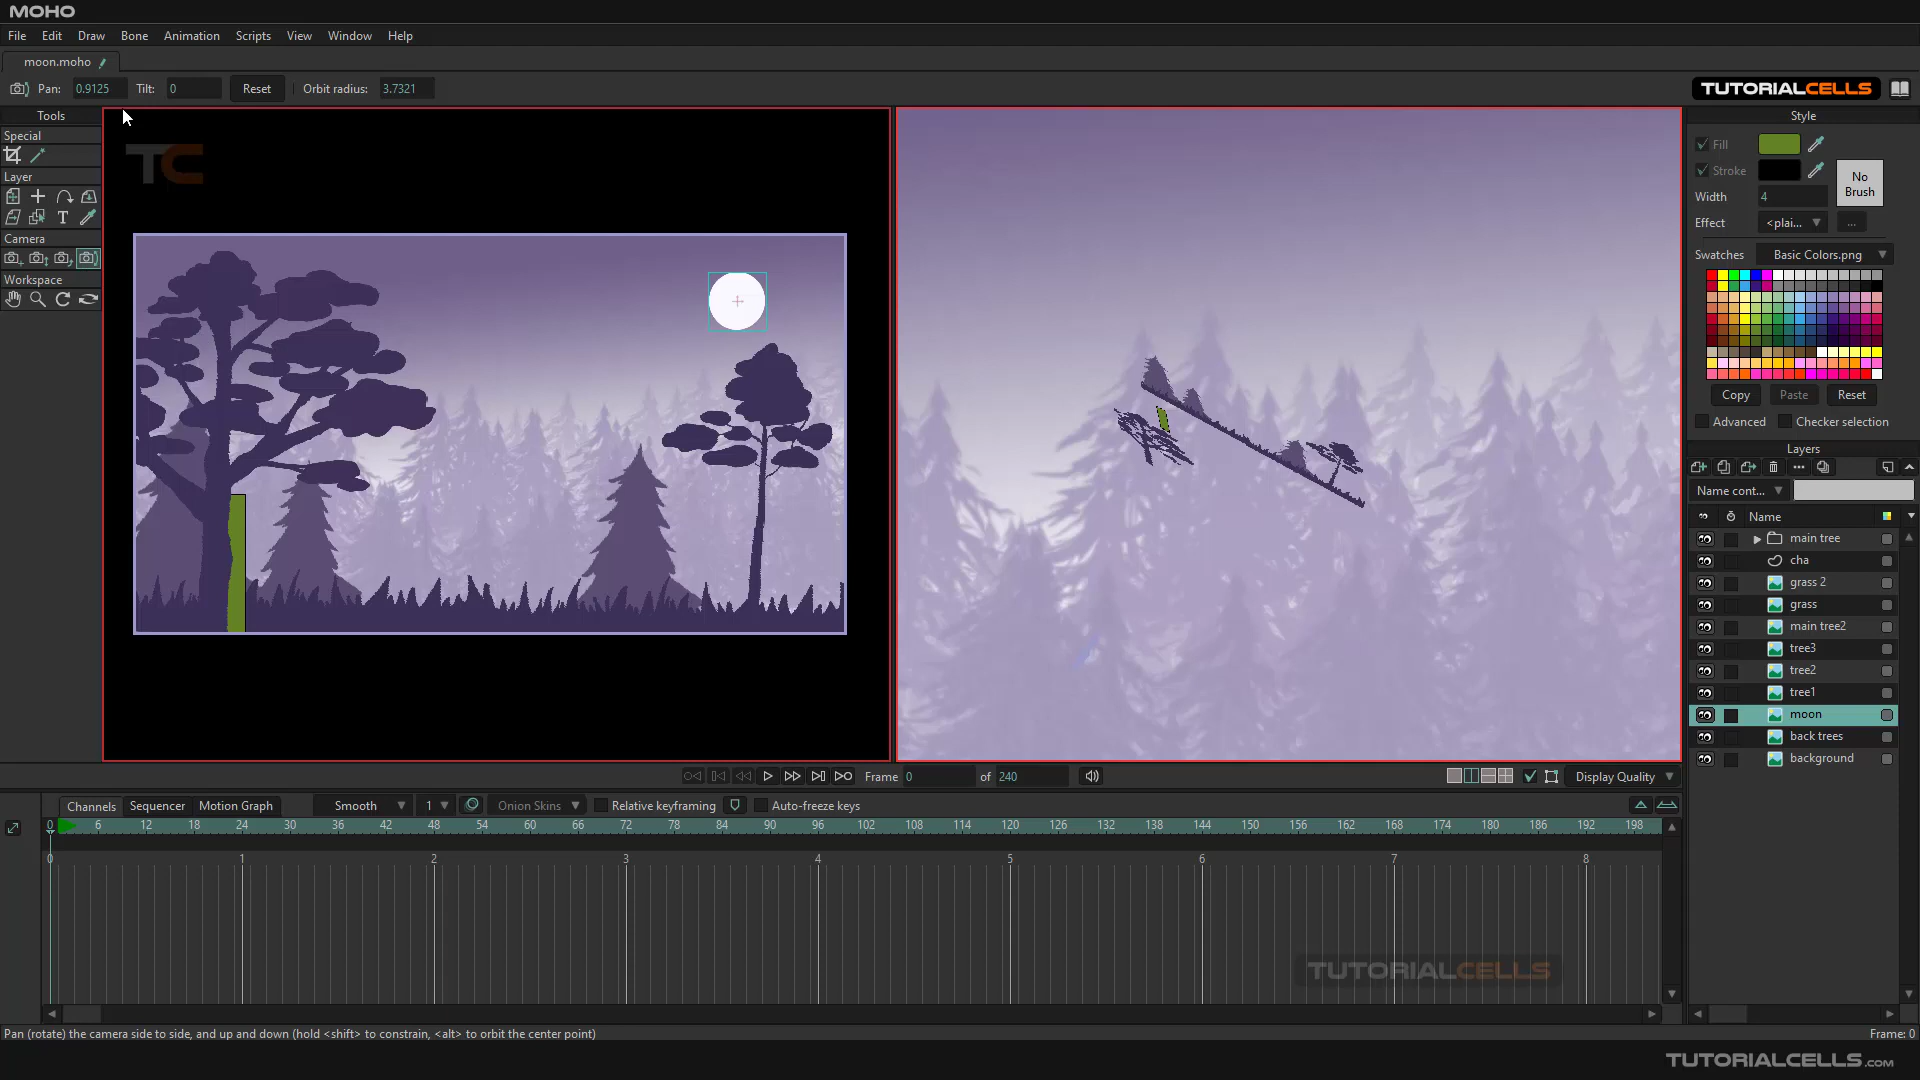 MOHO
File Edit Draw Bone Animation Scripts View Window Help
moon.moho
Pan: 0.9125 Tilt: 0 Reset Orbit radius: 3.7321
TUTORIALCELLS
Tools
Special
Layer
T
Camera
Workspace
TC
Style
Fill
Stroke
No
Brush
Width 4
Effect <plai... ...
Swatches Basic Colors.png
Copy Paste Reset
Advanced Checker selection
Layers
Name cont...
Name
main tree
cha
grass 2
grass
main tree2
tree3
tree2
tree1
moon
back trees
background
Frame 0 of 240 Display Quality
Channels Sequencer Motion Graph Smooth 1 Onion Skins Relative keyframing Auto-freeze keys
0 6 12 18 24 30 36 42 48 54 60 66 72 78 84 90 96 102 108 114 120 126 132 138 144 150 156 162 168 174 180 186 192 198
0 1 2 3 4 5 6 7 8
TUTORIALCELLS
Pan (rotate) the camera side to side, and up and down (hold <shift> to constrain, <alt> to orbit the center point) Frame: 0
TUTORIALCELLS.COM